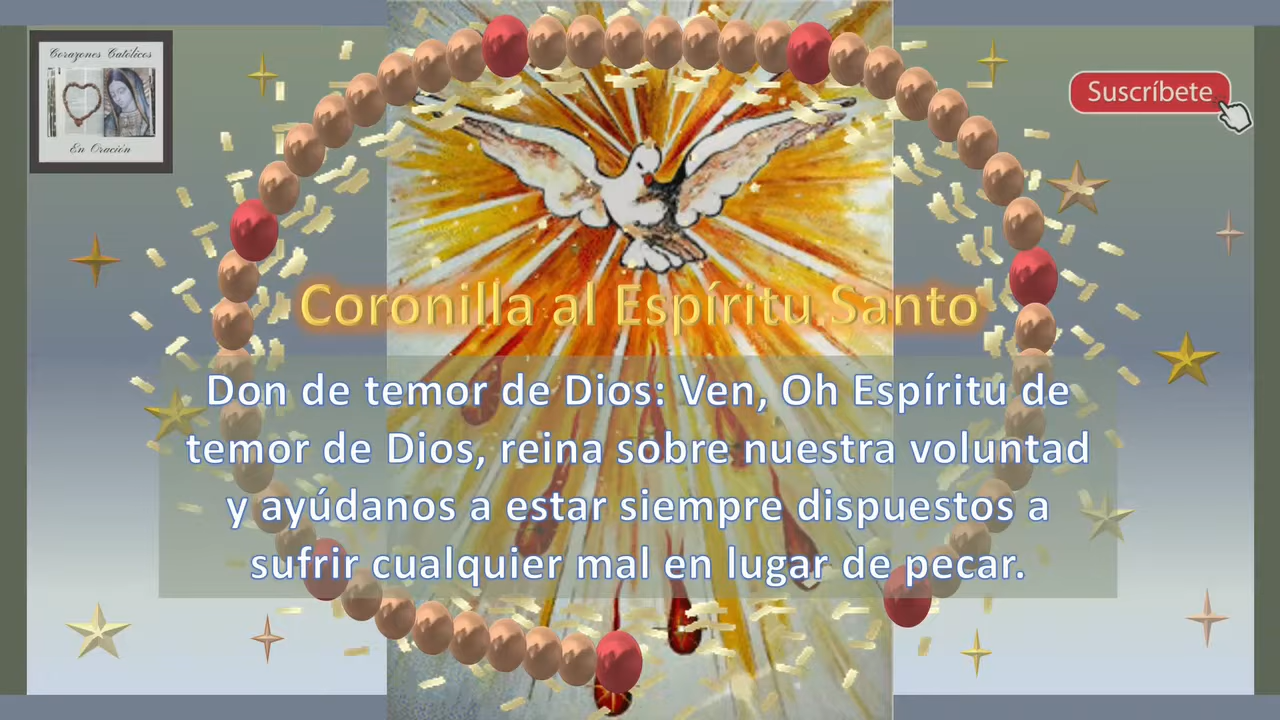 Corazones Católicos
En Oración
Suscríbete
Coronilla al Espíritu Santo
Don de temor de Dios: Ven, Oh Espíritu de
temor de Dios, reina sobre nuestra voluntad
y ayúdanos a estar siempre dispuestos a
sufrir cualquier mal en lugar de pecar.